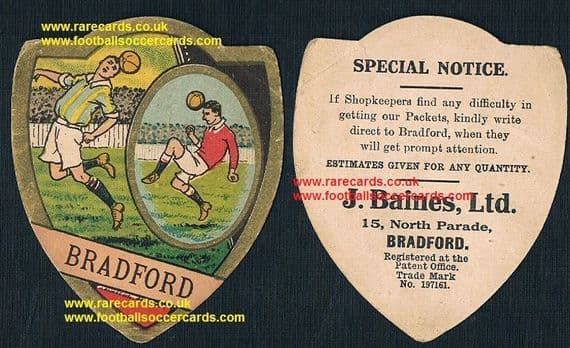 www.rarecards.co.uk
www.footballsoccercards.com
BRADFORD
www.rarecards.co.uk
www.footballsoccercards.com
SPECIAL NOTICE.
If Shopkeepers find any difficulty in
getting our Packets, kindly write
direct to Bradford, when they
will get prompt attention.
ESTIMATES GIVEN FOR ANY QUANTITY.
www.rarecards.co.uk
www.footballsoccercards.com
J. Baines, Ltd.
15, North Parade,
BRADFORD.
Registered at the
Patent Office.
Trade Mark
No. 197161.